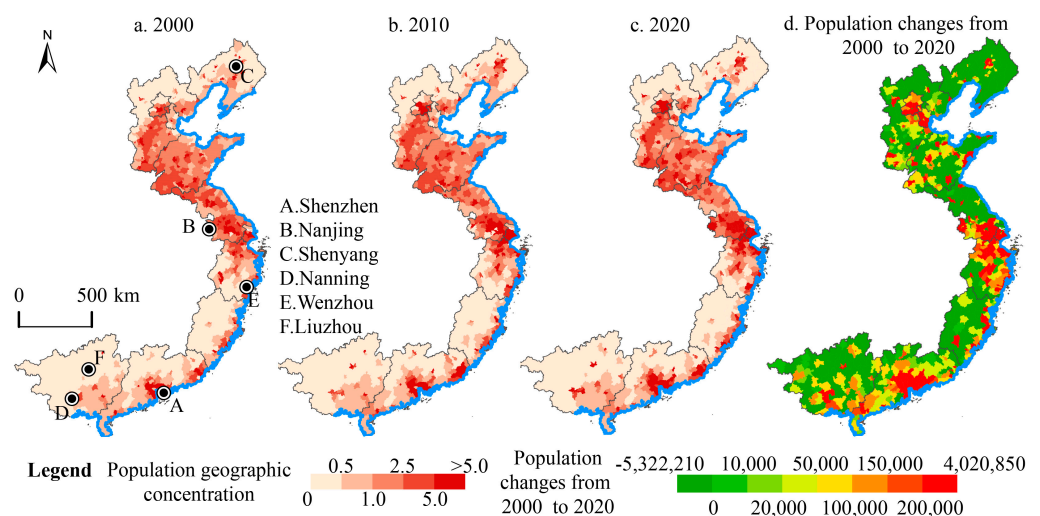 a. 2000
b. 2010
c. 2020
d. Population changes from
2000 to 2020
N
C
B
E
F
D
A
A.Shenzhen
B.Nanjing
C.Shenyang
D.Nanning
E.Wenzhou
F.Liuzhou
0 500 km
Legend
Population geographic
concentration
0.5 2.5 >5.0
0 1.0 5.0
Population
changes from
2000 to 2020
-5,322,210 10,000 50,000 150,000 4,020,850
0 20,000 100,000 200,000